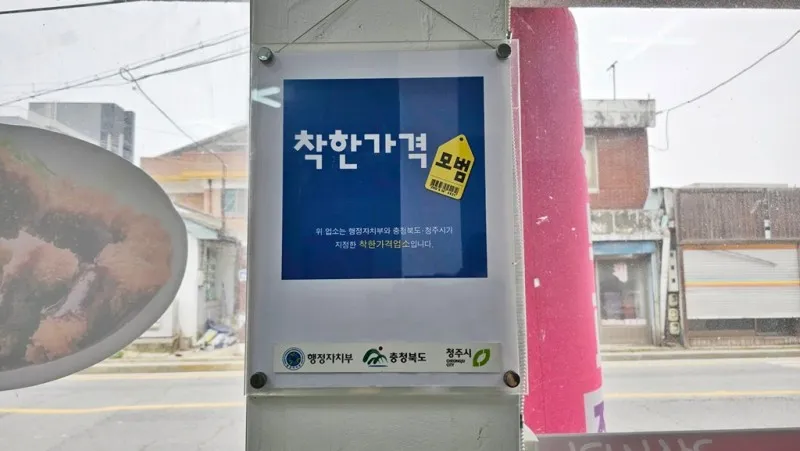 착한가격
모범
위 업소는 행정자치부와 충청북도·청주시가
지정한 착한가격업소입니다.
행정자치부
충청북도
청주시
CHEONGJU
CITY